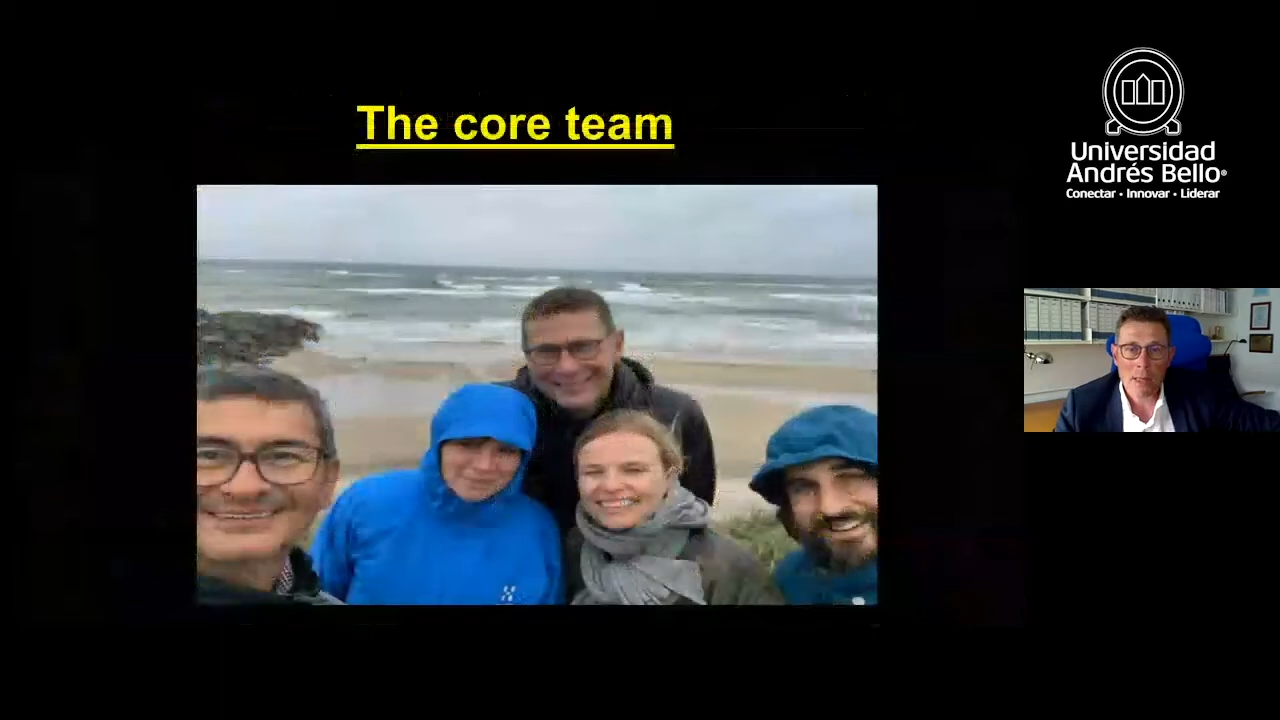 The core team
Universidad
Andrés Bello®
Conectar • Innovar • Liderar